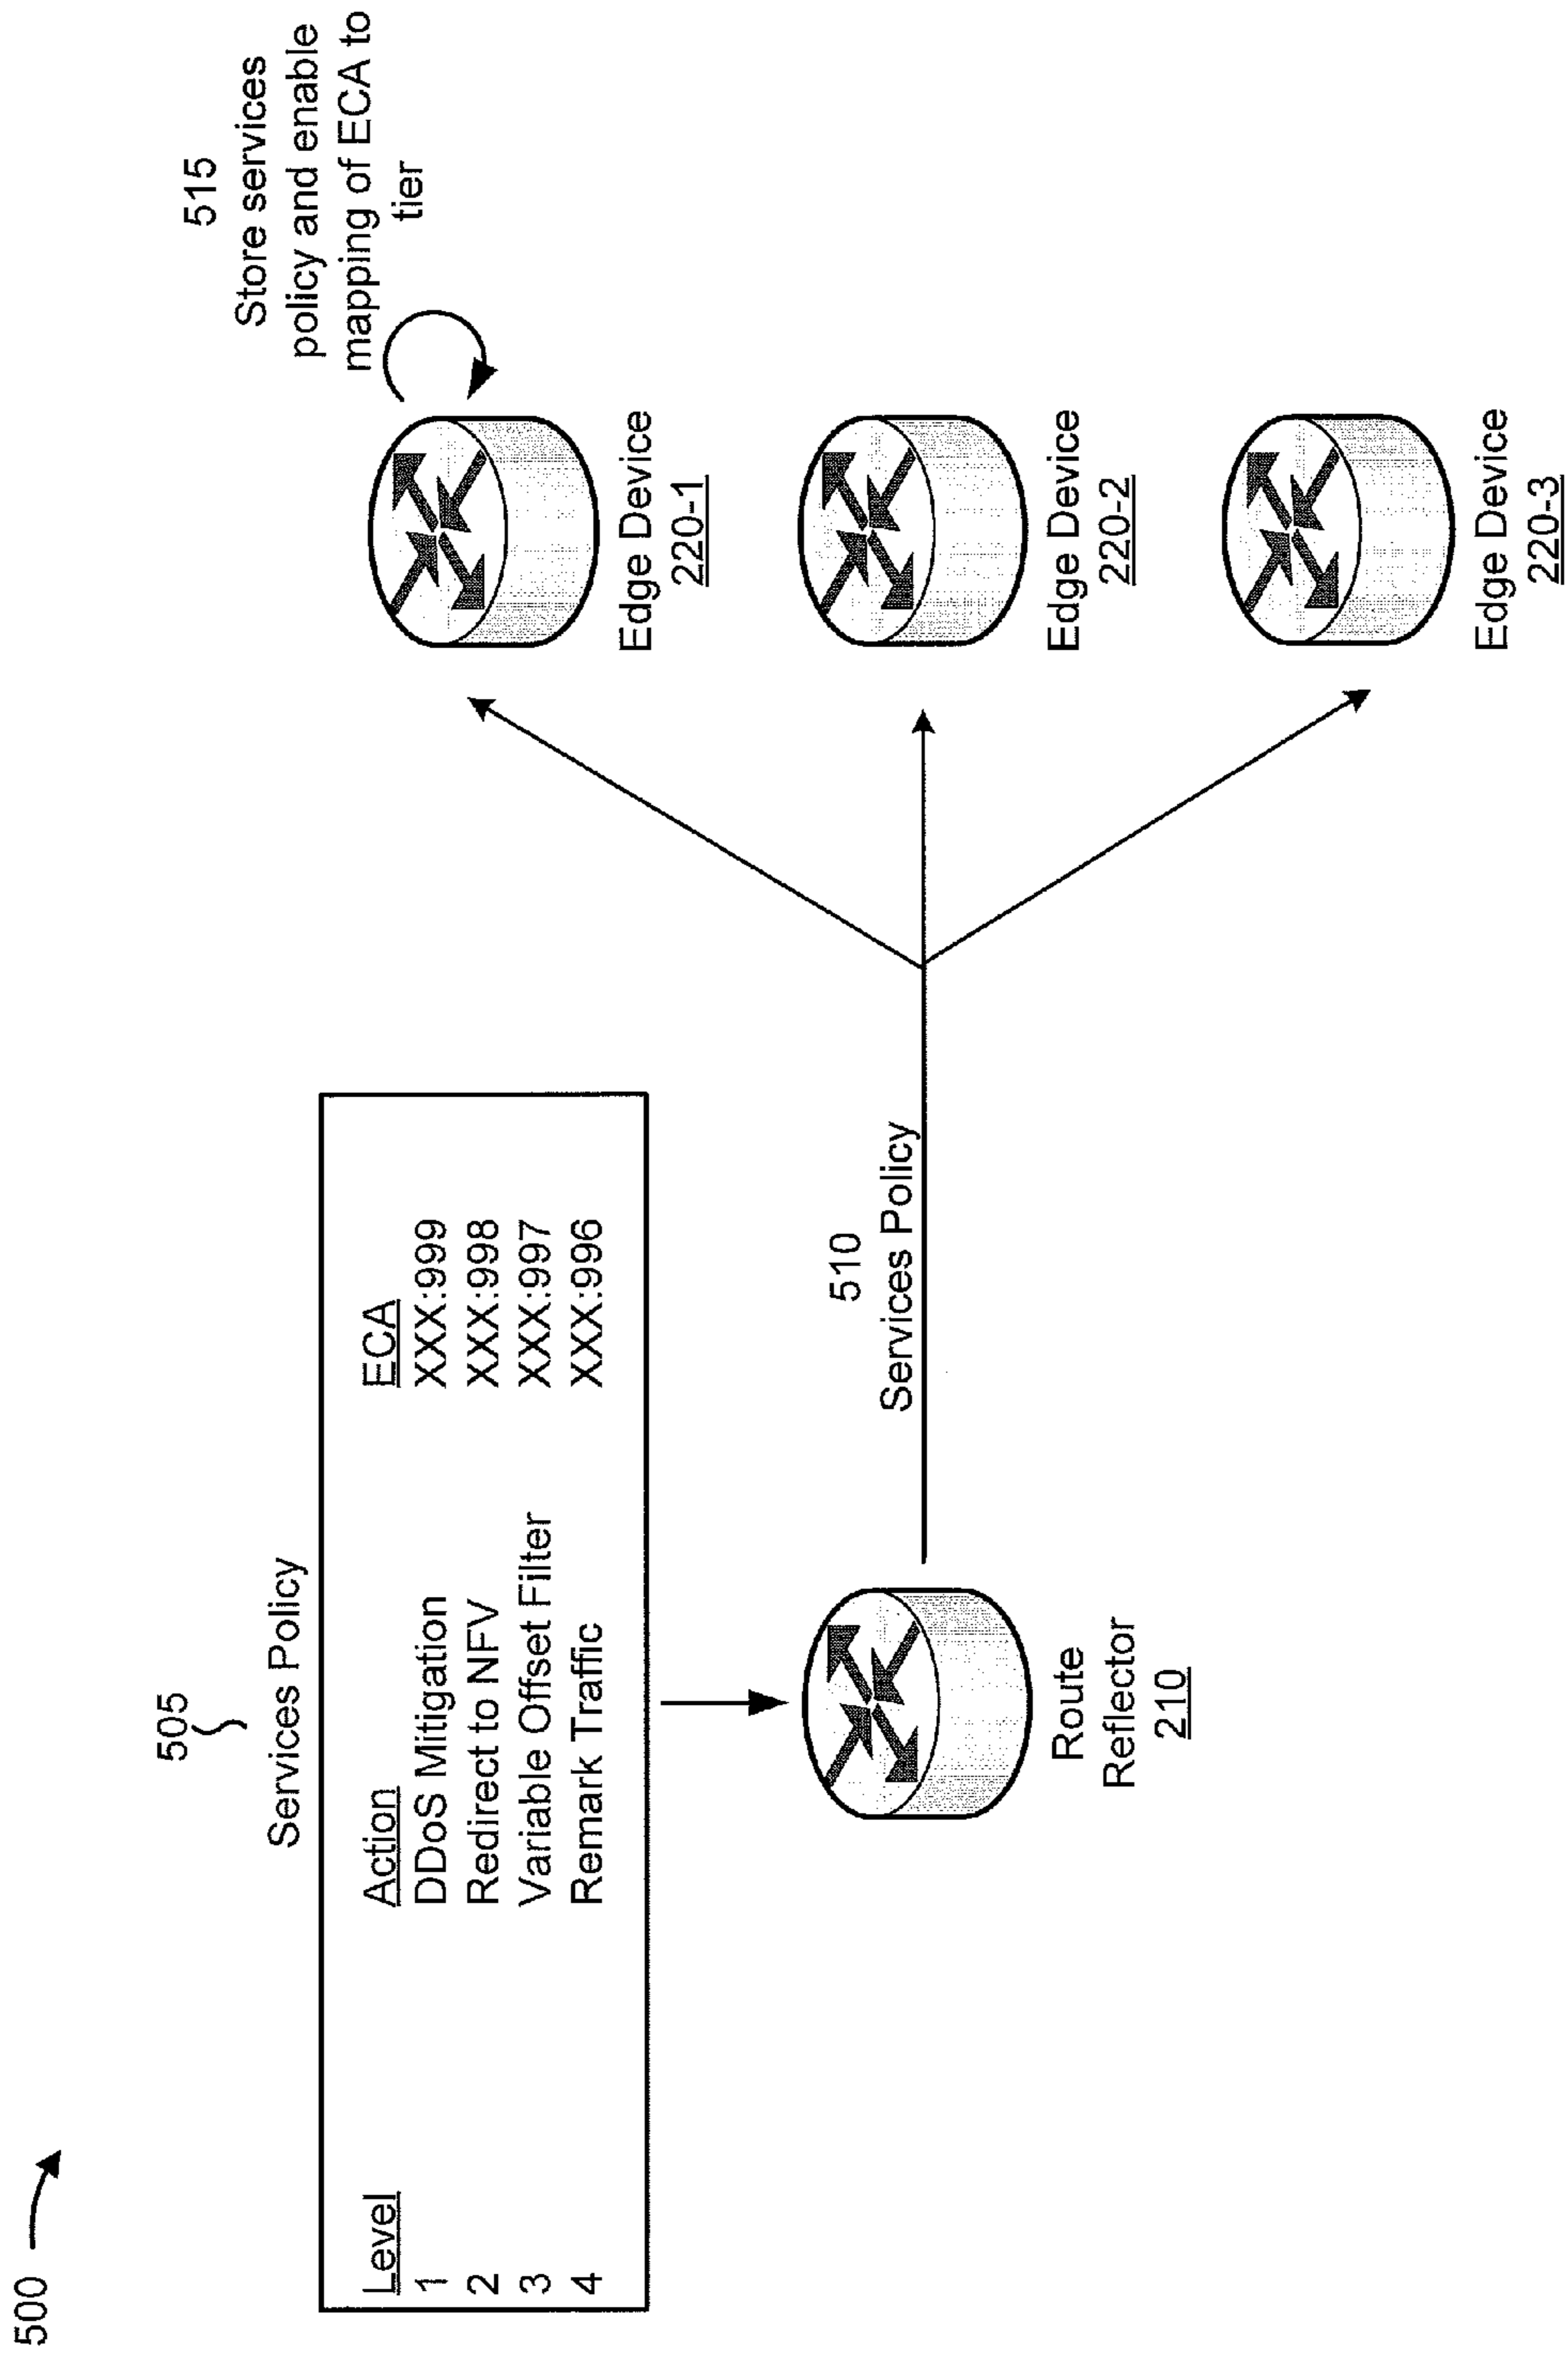 500
505
Services Policy
Level Action ECA
1 DDoS Mitigation XXX:999
2 Redirect to NFV XXX:998
3 Variable Offset Filter XXX:997
4 Remark Traffic XXX:996
Route
Reflector
210
510
Services Policy
515
Store services
policy and enable
mapping of ECA to
tier
Edge Device
220-1
Edge Device
220-2
Edge Device
220-3